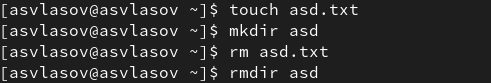 [asvlasov@asvlasov ~]$ touch asd.txt
[asvlasov@asvlasov ~]$ mkdir asd
[asvlasov@asvlasov ~]$ rm asd.txt
[asvlasov@asvlasov ~]$ rmdir asd